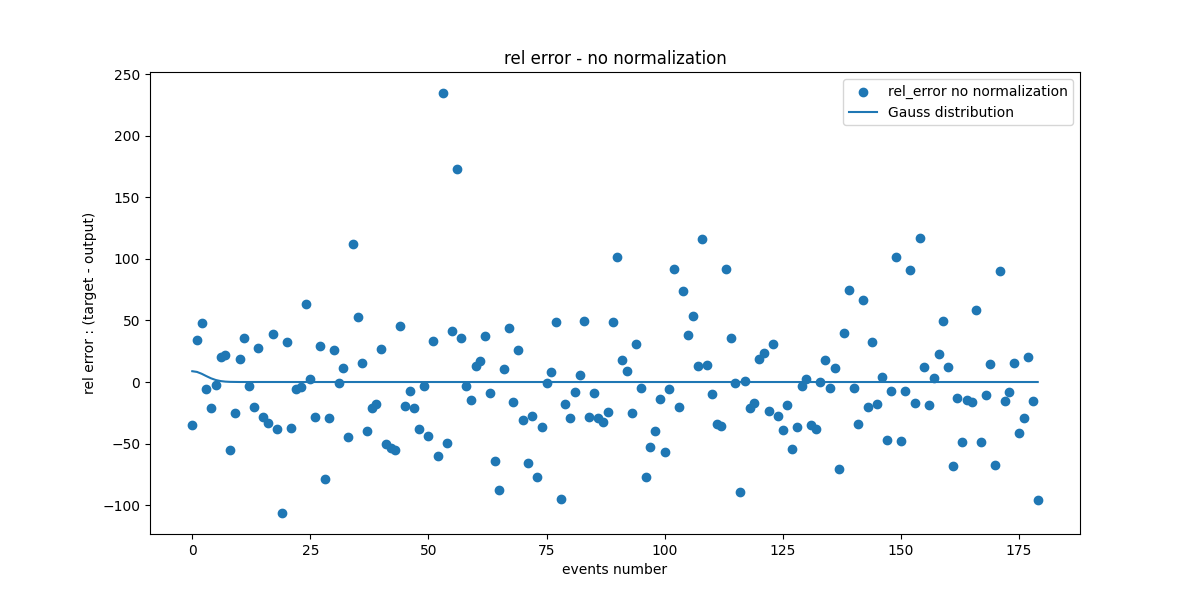 rel error - no normalization
250
200
150
100
50
0
−50
−100
rel error : (target - output)
rel_error no normalization
Gauss distribution
0 25 50 75 100 125 150 175
events number